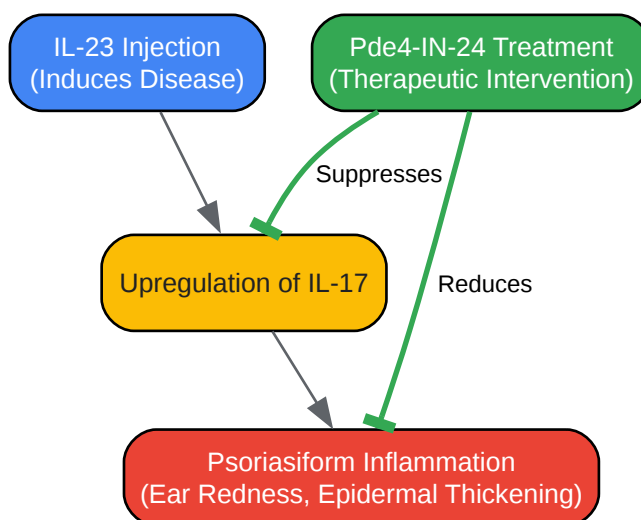 IL-23 Injection
(Induces Disease)
Pde4-IN-24 Treatment
(Therapeutic Intervention)
Suppresses
Upregulation of IL-17
Reduces
Psoriasiform Inflammation
(Ear Redness, Epidermal Thickening)